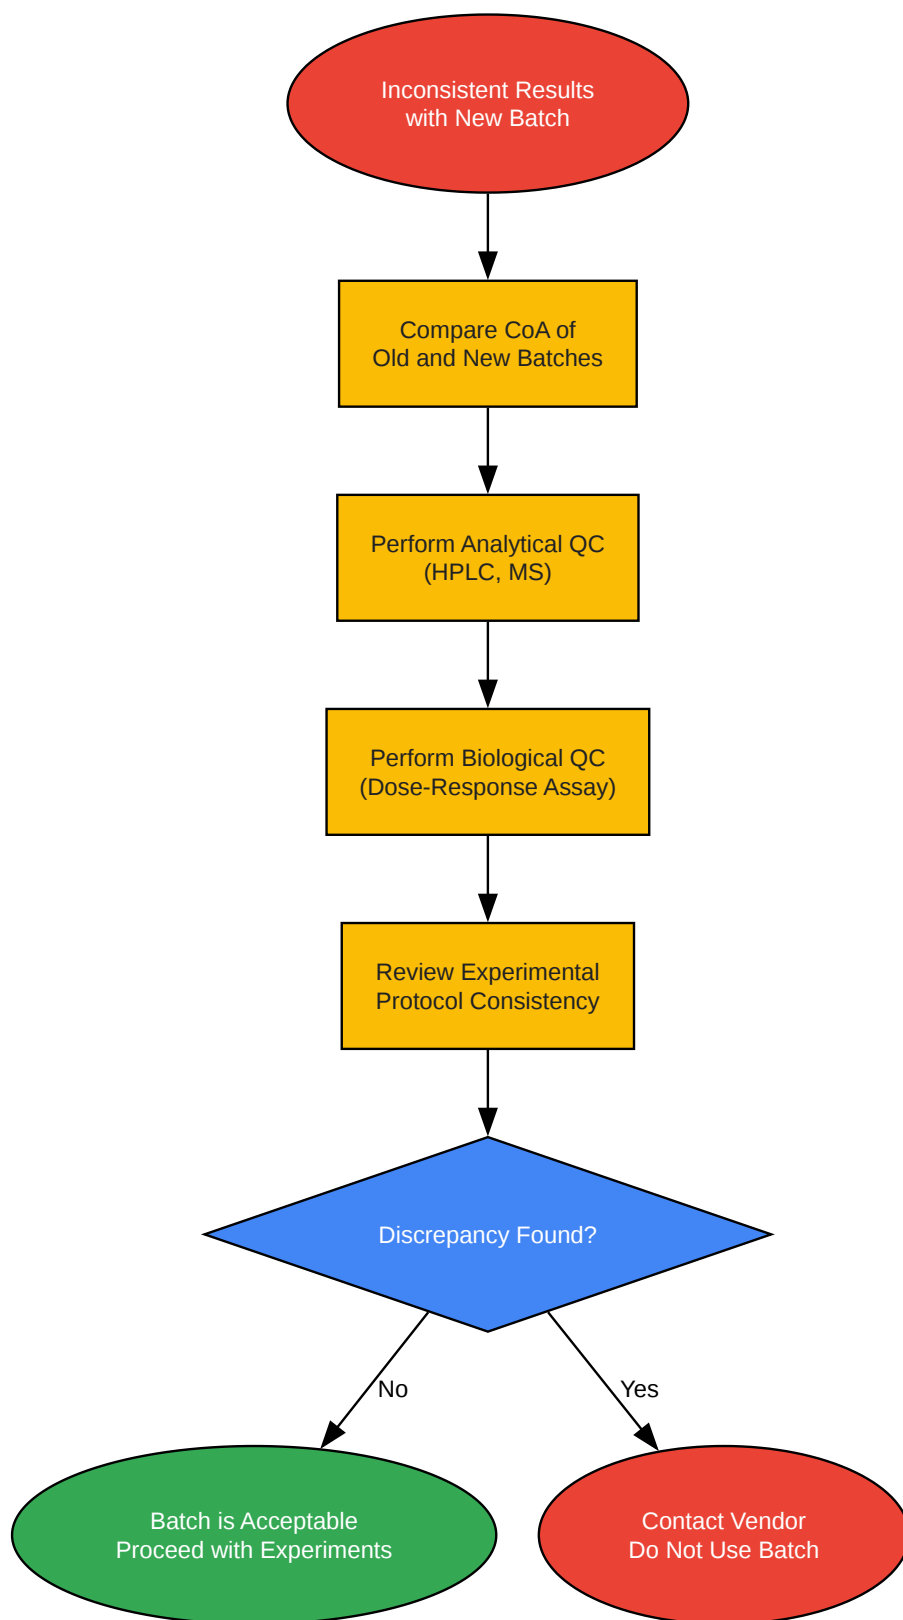 Inconsistent Results
with New Batch
Compare CoA of
Old and New Batches
Perform Analytical QC
(HPLC, MS)
Perform Biological QC
(Dose-Response Assay)
Review Experimental
Protocol Consistency
Discrepancy Found?
No
Yes
Batch is Acceptable
Proceed with Experiments
Contact Vendor
Do Not Use Batch